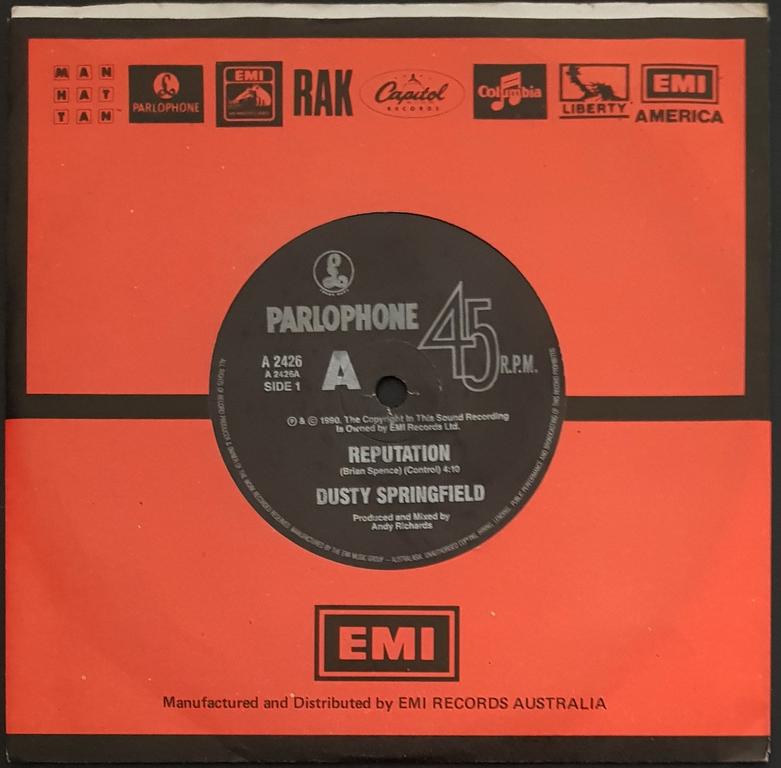 MAN
HAT
TAN
PARLOPHONE
EMI
RAK
Capitol
RECORDS
Columbia
LIBERTY
EMI
AMERICA
PARLOPHONE
45
R.P.M.
A 2426
A 2426A
SIDE 1
A
℗ & © 1990. The Copyright In This Sound Recording
Is Owned by EMI Records Ltd.
REPUTATION
(Brian Spence) (Control) 4:10
DUSTY SPRINGFIELD
Produced and Mixed by
Andy Richards
EMI
Manufactured and Distributed by EMI RECORDS AUSTRALIA